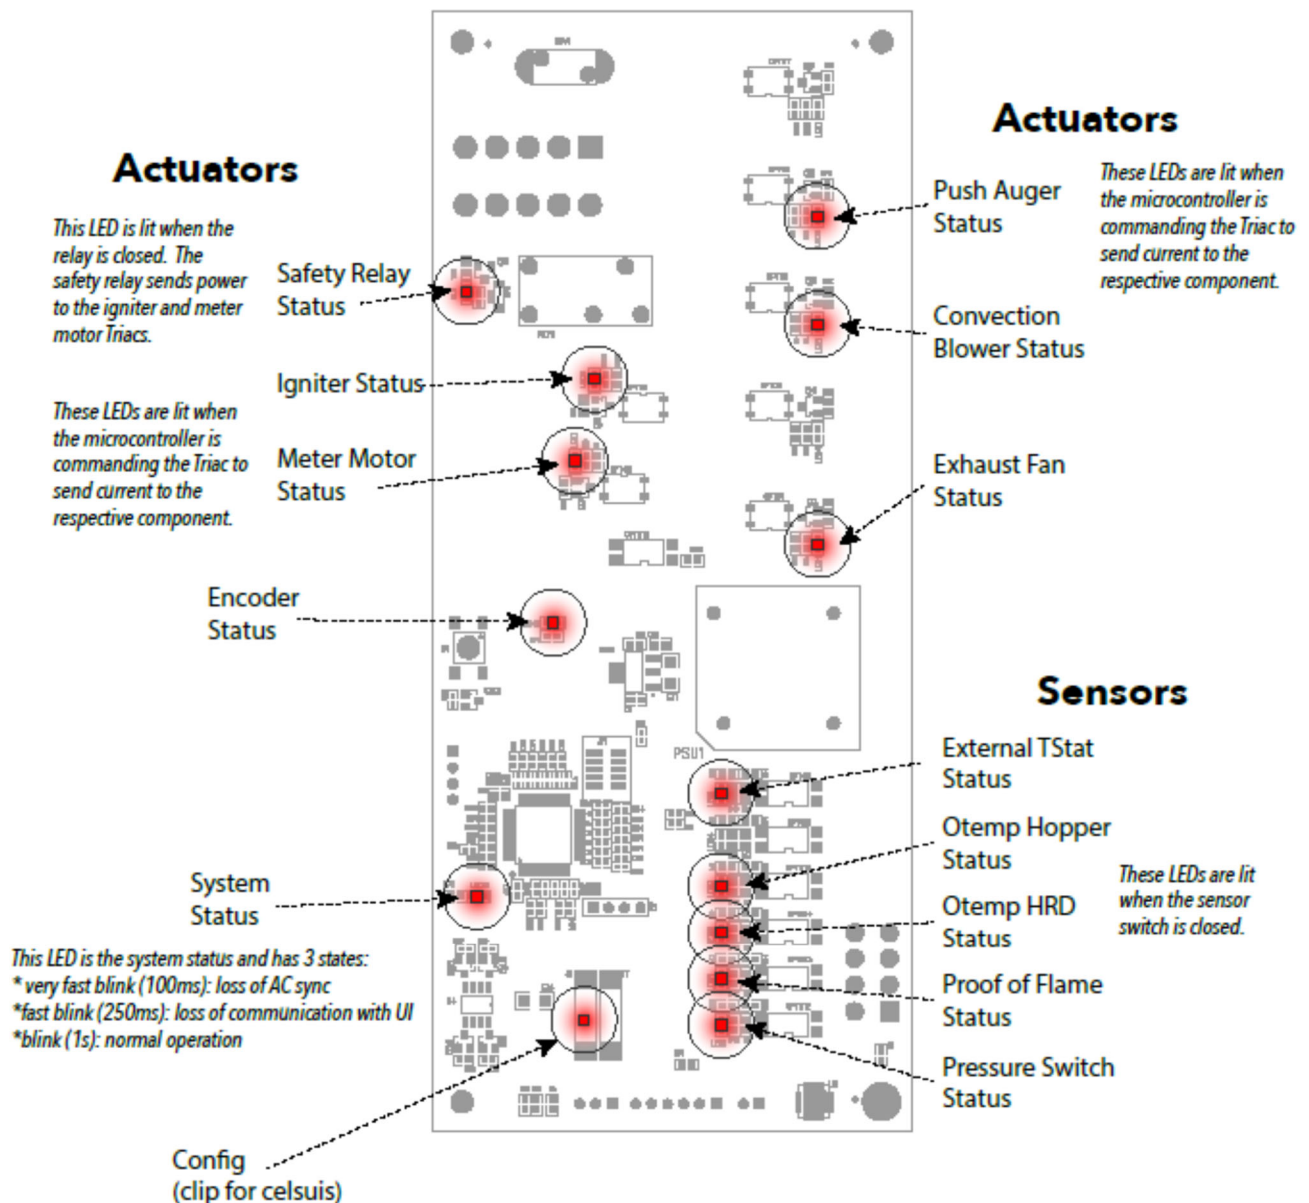 Actuators
This LED is lit when the
relay is closed. The
safety relay sends power
to the igniter and meter
motor Triacs.
Safety Relay
Status
Igniter Status
These LEDs are lit when
the microcontroller is
commanding the Triac to
send current to the
respective component.
Meter Motor
Status
Encoder
Status
System
Status
This LED is the system status and has 3 states:
* very fast blink (100ms): loss of AC sync
*fast blink (250ms): loss of communication with UI
*blink (1s): normal operation
Config
(clip for celsuis)
Actuators
Push Auger
Status
These LEDs are lit when
the microcontroller is
commanding the Triac to
send current to the
respective component.
Convection
Blower Status
Exhaust Fan
Status
PSU1
Sensors
External TStat
Status
Otemp Hopper
Status
Otemp HRD
Status
These LEDs are lit
when the sensor
switch is closed.
Proof of Flame
Status
Pressure Switch
Status